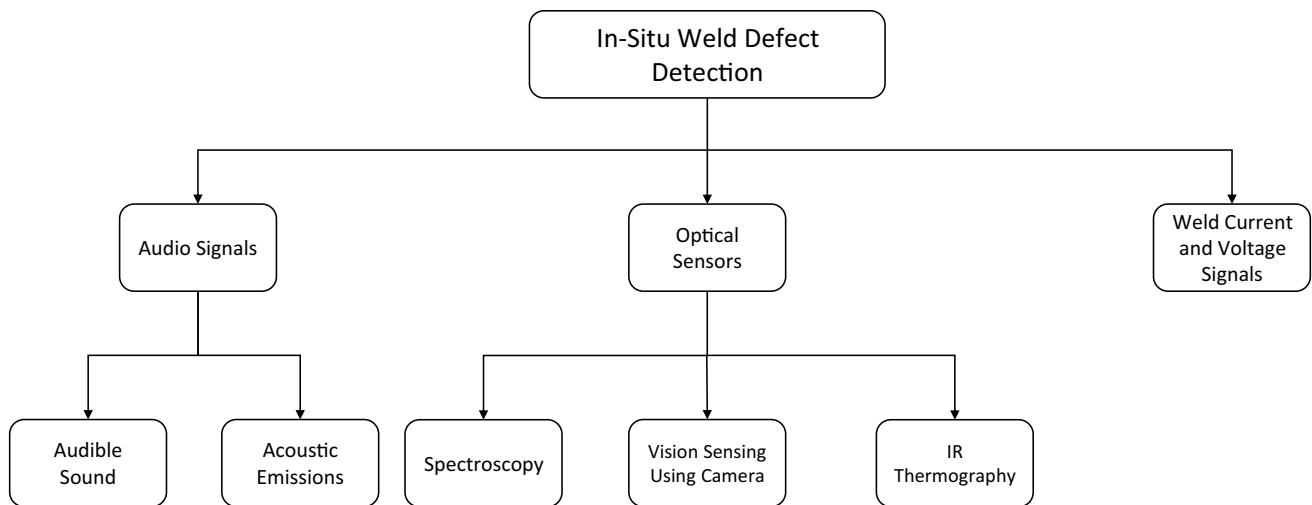 In-Situ Weld Defect
Detection
Audio Signals
Optical
Sensors
Weld Current
and Voltage
Signals
Audible
Sound
Acoustic
Emissions
Spectroscopy
Vision Sensing
Using Camera
IR
Thermography